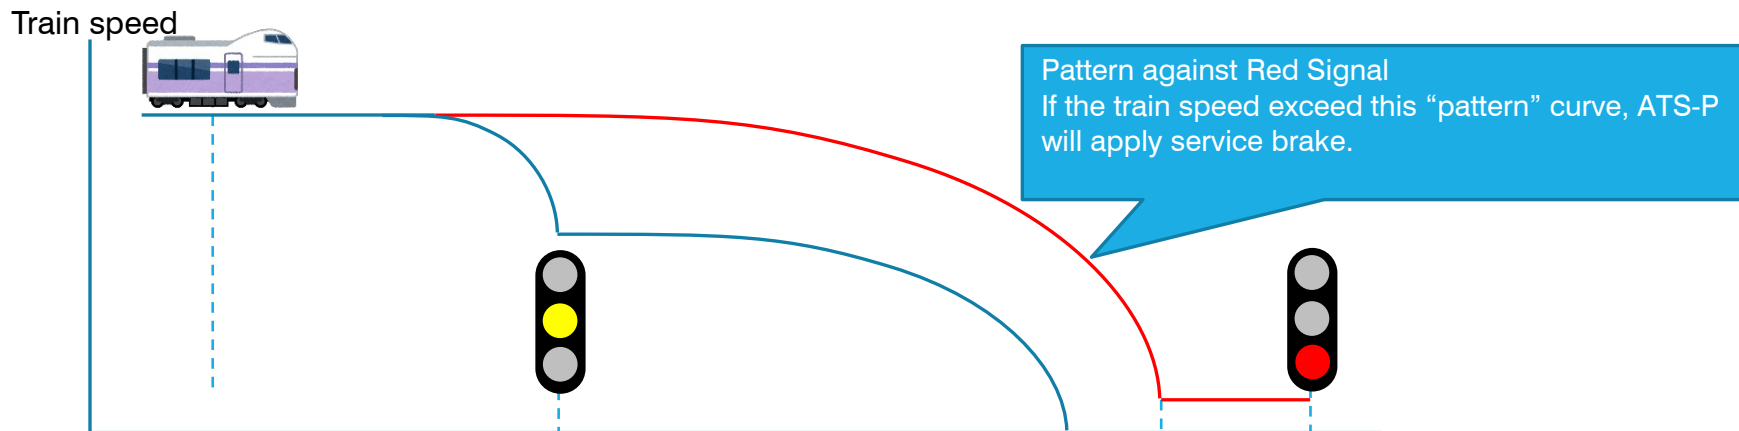 Train speed
Pattern against Red Signal
If the train speed exceed this “pattern” curve, ATS-P
will apply service brake.